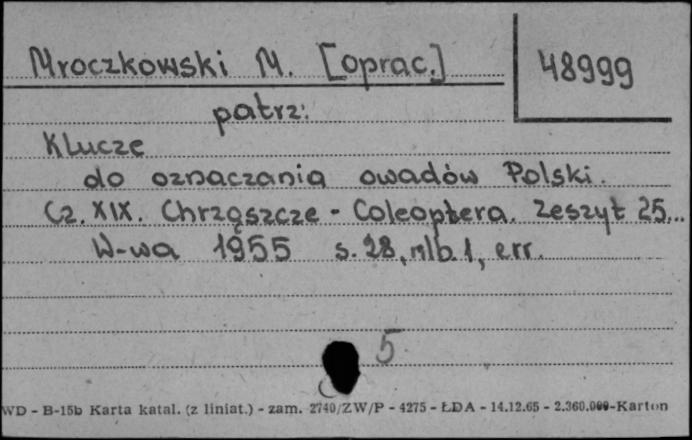 Mroczkowski M. [oprac.] 48999
patrz:
Klucze
do oznaczania owadów Polski.
Cz. XIX. Chrząszcze - Coleoptera. Zeszyt 25...
W-wa 1955 s. 28, nlb. 1, err.
5
WD - B-15b Karta katal. (z liniat.) - zam. 2740/ZW/P - 4275 - ŁDA - 14.12.65 - 2.360.000-Karton